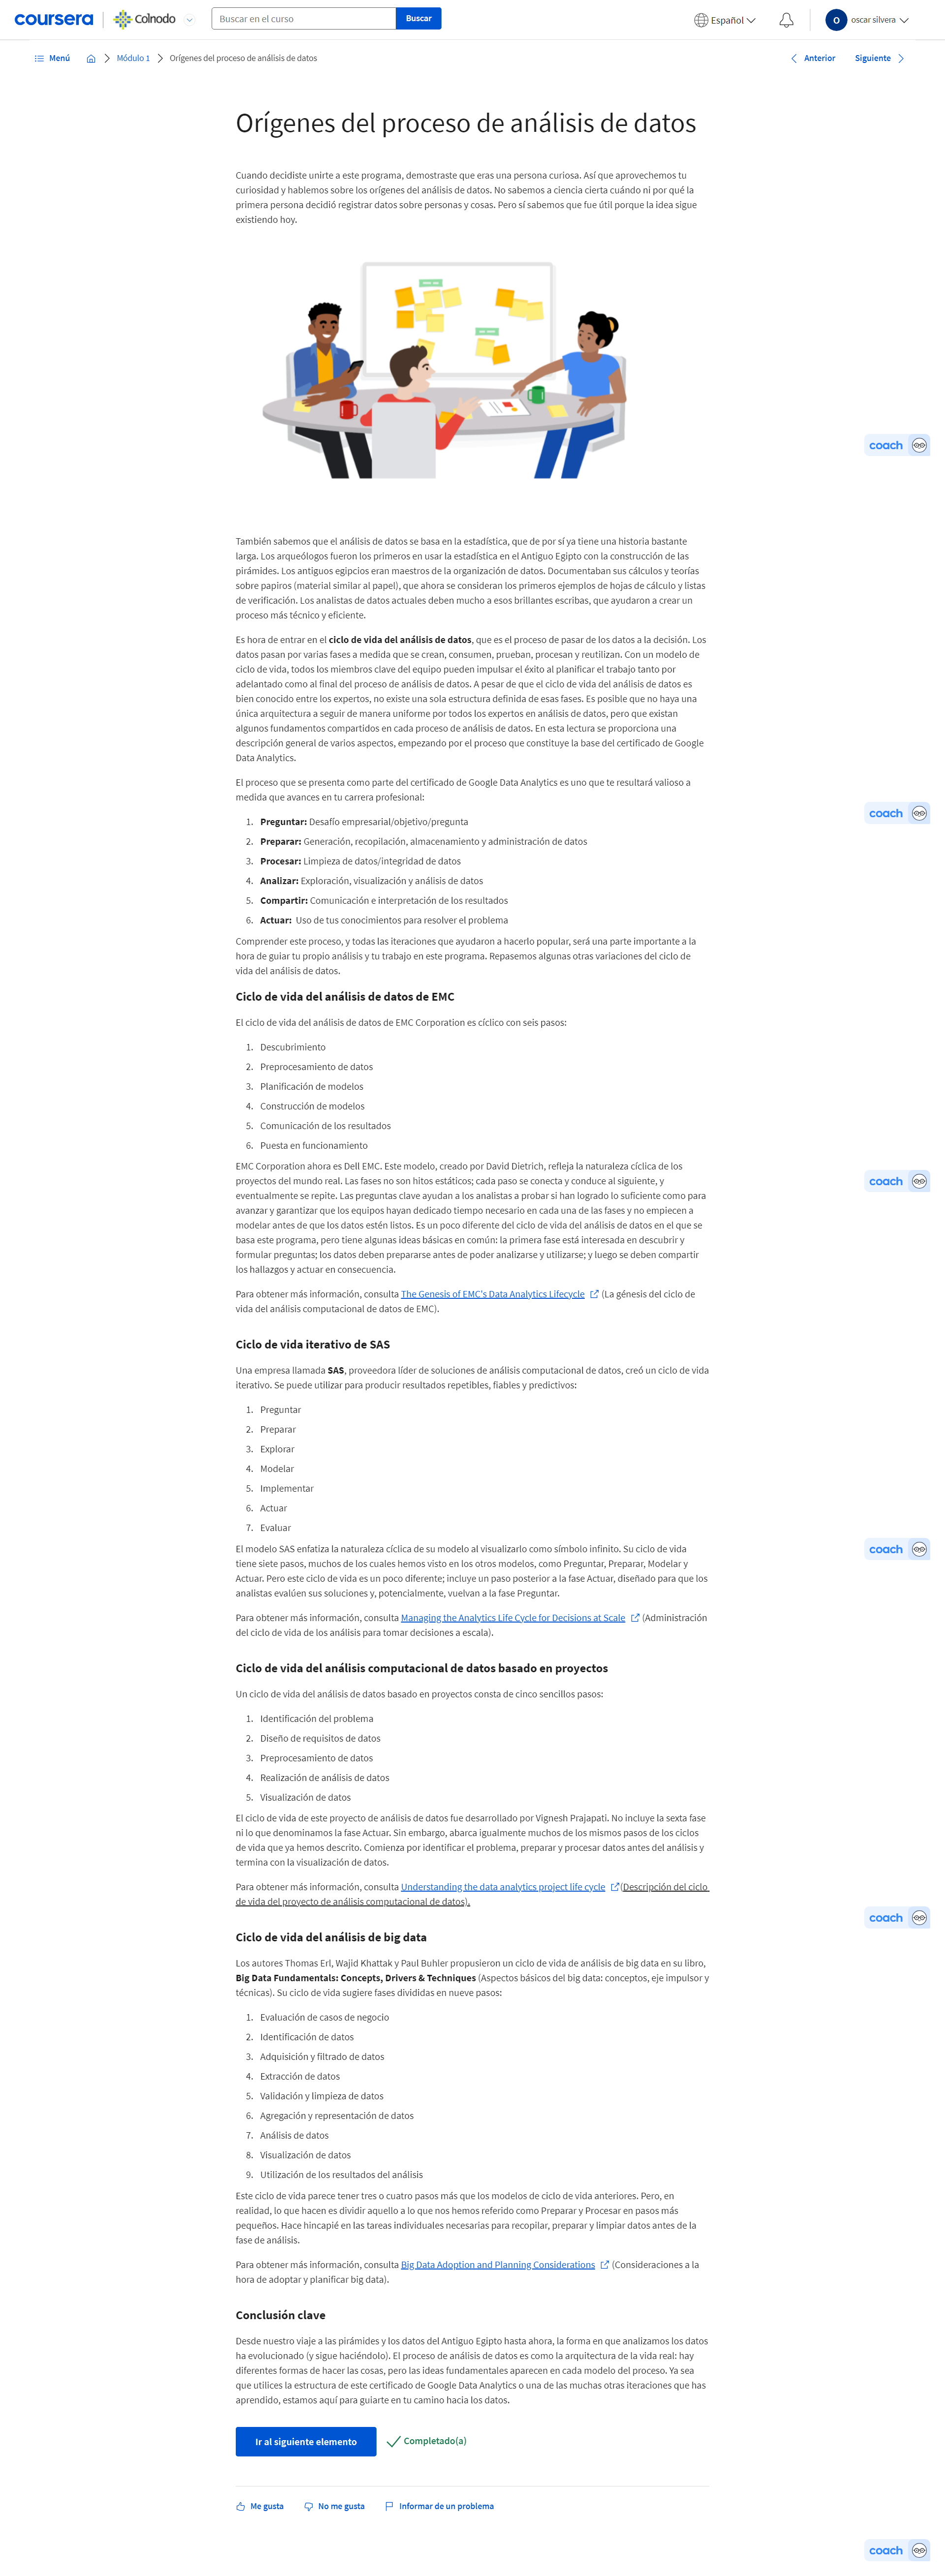 coursera
Colnodo
Buscar en el curso
Buscar
Español
O
oscar silvera
Menú
Módulo 1
Orígenes del proceso de análisis de datos
Anterior
Siguiente
Orígenes del proceso de análisis de datos
Cuando decidiste unirte a este programa, demostraste que eras una persona curiosa. Así que aprovechemos tu
curiosidad y hablemos sobre los orígenes del análisis de datos. No sabemos a ciencia cierta cuándo ni por qué la
primera persona decidió registrar datos sobre personas y cosas. Pero sí sabemos que fue útil porque la idea sigue
existiendo hoy.
coach
También sabemos que el análisis de datos se basa en la estadística, que de por sí ya tiene una historia bastante
larga. Los arqueólogos fueron los primeros en usar la estadística en el Antiguo Egipto con la construcción de las
pirámides. Los antiguos egipcios eran maestros de la organización de datos. Documentaban sus cálculos y teorías
sobre papiros (material similar al papel), que ahora se consideran los primeros ejemplos de hojas de cálculo y listas
de verificación. Los analistas de datos actuales deben mucho a esos brillantes escribas, que ayudaron a crear un
proceso más técnico y eficiente.
Es hora de entrar en el ciclo de vida del análisis de datos, que es el proceso de pasar de los datos a la decisión. Los
datos pasan por varias fases a medida que se crean, consumen, prueban, procesan y reutilizan. Con un modelo de
ciclo de vida, todos los miembros clave del equipo pueden impulsar el éxito al planificar el trabajo tanto por
adelantado como al final del proceso de análisis de datos. A pesar de que el ciclo de vida del análisis de datos es
bien conocido entre los expertos, no existe una sola estructura definida de esas fases. Es posible que no haya una
única arquitectura a seguir de manera uniforme por todos los expertos en análisis de datos, pero que existan
algunos fundamentos compartidos en cada proceso de análisis de datos. En esta lectura se proporciona una
descripción general de varios aspectos, empezando por el proceso que constituye la base del certificado de Google
Data Analytics.
El proceso que se presenta como parte del certificado de Google Data Analytics es uno que te resultará valioso a
medida que avances en tu carrera profesional:
coach
1. Preguntar: Desafío empresarial/objetivo/pregunta
2. Preparar: Generación, recopilación, almacenamiento y administración de datos
3. Procesar: Limpieza de datos/integridad de datos
4. Analizar: Exploración, visualización y análisis de datos
5. Compartir: Comunicación e interpretación de los resultados
6. Actuar: Uso de tus conocimientos para resolver el problema
Comprender este proceso, y todas las iteraciones que ayudaron a hacerlo popular, será una parte importante a la
hora de guiar tu propio análisis y tu trabajo en este programa. Repasemos algunas otras variaciones del ciclo de
vida del análisis de datos.
Ciclo de vida del análisis de datos de EMC
El ciclo de vida del análisis de datos de EMC Corporation es cíclico con seis pasos:
1. Descubrimiento
2. Preprocesamiento de datos
3. Planificación de modelos
4. Construcción de modelos
5. Comunicación de los resultados
6. Puesta en funcionamiento
EMC Corporation ahora es Dell EMC. Este modelo, creado por David Dietrich, refleja la naturaleza cíclica de los
proyectos del mundo real. Las fases no son hitos estáticos; cada paso se conecta y conduce al siguiente, y
coach
eventualmente se repite. Las preguntas clave ayudan a los analistas a probar si han logrado lo suficiente como para
avanzar y garantizar que los equipos hayan dedicado tiempo necesario en cada una de las fases y no empiecen a
modelar antes de que los datos estén listos. Es un poco diferente del ciclo de vida del análisis de datos en el que se
basa este programa, pero tiene algunas ideas básicas en común: la primera fase está interesada en descubrir y
formular preguntas; los datos deben prepararse antes de poder analizarse y utilizarse; y luego se deben compartir
los hallazgos y actuar en consecuencia.
Para obtener más información, consulta The Genesis of EMC's Data Analytics Lifecycle (La génesis del ciclo de
vida del análisis computacional de datos de EMC).
Ciclo de vida iterativo de SAS
Una empresa llamada SAS, proveedora líder de soluciones de análisis computacional de datos, creó un ciclo de vida
iterativo. Se puede utilizar para producir resultados repetibles, fiables y predictivos:
1. Preguntar
2. Preparar
3. Explorar
4. Modelar
5. Implementar
6. Actuar
7. Evaluar
El modelo SAS enfatiza la naturaleza cíclica de su modelo al visualizarlo como símbolo infinito. Su ciclo de vida
coach
tiene siete pasos, muchos de los cuales hemos visto en los otros modelos, como Preguntar, Preparar, Modelar y
Actuar. Pero este ciclo de vida es un poco diferente; incluye un paso posterior a la fase Actuar, diseñado para que los
analistas evalúen sus soluciones y, potencialmente, vuelvan a la fase Preguntar.
Para obtener más información, consulta Managing the Analytics Life Cycle for Decisions at Scale (Administración
del ciclo de vida de los análisis para tomar decisiones a escala).
Ciclo de vida del análisis computacional de datos basado en proyectos
Un ciclo de vida del análisis de datos basado en proyectos consta de cinco sencillos pasos:
1. Identificación del problema
2. Diseño de requisitos de datos
3. Preprocesamiento de datos
4. Realización de análisis de datos
5. Visualización de datos
El ciclo de vida de este proyecto de análisis de datos fue desarrollado por Vignesh Prajapati. No incluye la sexta fase
ni lo que denominamos la fase Actuar. Sin embargo, abarca igualmente muchos de los mismos pasos de los ciclos
de vida que ya hemos descrito. Comienza por identificar el problema, preparar y procesar datos antes del análisis y
termina con la visualización de datos.
Para obtener más información, consulta Understanding the data analytics project life cycle (Descripción del ciclo
de vida del proyecto de análisis computacional de datos).
coach
Ciclo de vida del análisis de big data
Los autores Thomas Erl, Wajid Khattak y Paul Buhler propusieron un ciclo de vida de análisis de big data en su libro,
Big Data Fundamentals: Concepts, Drivers & Techniques (Aspectos básicos del big data: conceptos, eje impulsor y
técnicas). Su ciclo de vida sugiere fases divididas en nueve pasos:
1. Evaluación de casos de negocio
2. Identificación de datos
3. Adquisición y filtrado de datos
4. Extracción de datos
5. Validación y limpieza de datos
6. Agregación y representación de datos
7. Análisis de datos
8. Visualización de datos
9. Utilización de los resultados del análisis
Este ciclo de vida parece tener tres o cuatro pasos más que los modelos de ciclo de vida anteriores. Pero, en
realidad, lo que hacen es dividir aquello a lo que nos hemos referido como Preparar y Procesar en pasos más
pequeños. Hace hincapié en las tareas individuales necesarias para recopilar, preparar y limpiar datos antes de la
fase de análisis.
Para obtener más información, consulta Big Data Adoption and Planning Considerations (Consideraciones a la
hora de adoptar y planificar big data).
Conclusión clave
Desde nuestro viaje a las pirámides y los datos del Antiguo Egipto hasta ahora, la forma en que analizamos los datos
ha evolucionado (y sigue haciéndolo). El proceso de análisis de datos es como la arquitectura de la vida real: hay
diferentes formas de hacer las cosas, pero las ideas fundamentales aparecen en cada modelo del proceso. Ya sea
que utilices la estructura de este certificado de Google Data Analytics o una de las muchas otras iteraciones que has
aprendido, estamos aquí para guiarte en tu camino hacia los datos.
Ir al siguiente elemento
Completado(a)
Me gusta
No me gusta
Informar de un problema
coach